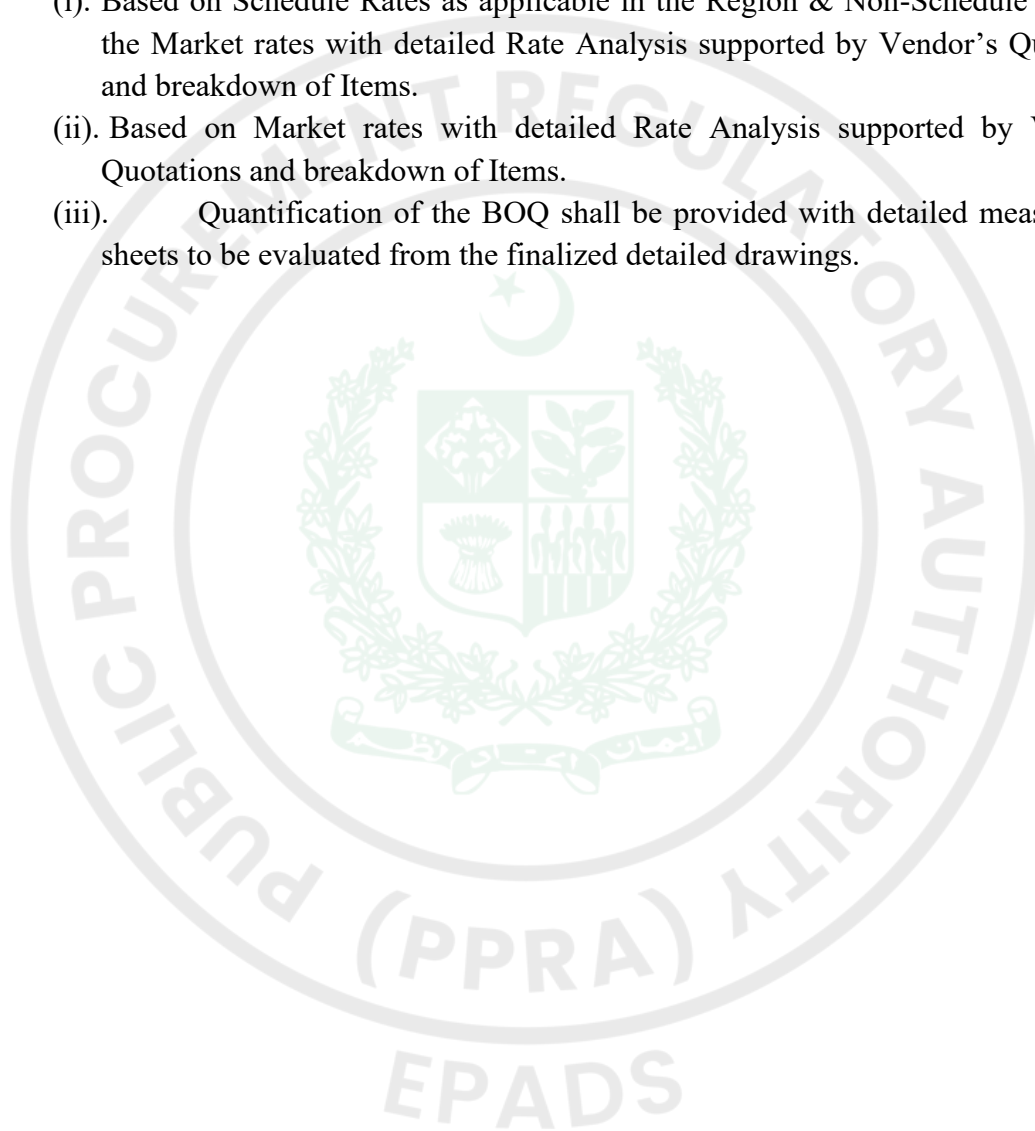 (i). Based on Schedule Rates as applicable in the Region & Non-Schedule
the Market rates with detailed Rate Analysis supported by Vendor’s
and breakdown of Items.
(ii). Based on Market rates with detailed Rate Analysis supported by
Quotations and breakdown of Items.
(iii). Quantification of the BOQ shall be provided with detailed
sheets to be evaluated from the finalized detailed drawings.
PUBLIC PROCUREMENT REGULATORY AUTHORITY
ایمان اتحاد نظم
(PPRA)
EPADS